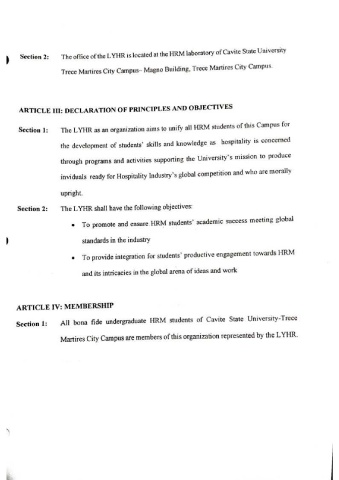 Section 2: The office of the LYHR is located at the HRM laboratory of Cavite State University
Trece Martires City Campus– Magno Building, Trece Martires City Campus.
ARTICLE III: DECLARATION OF PRINCIPLES AND OBJECTIVES
Section 1: The LYHR as an organization aims to unify all HRM students of this Campus for
the development of students' skills and knowledge as hospitality is concerned
through programs and activities supporting the University's mission to produce
inviduals ready for Hospitality Industry's global competition and who are morally
upright.
Section 2: The LYHR shall have the following objectives:
• To promote and ensure HRM students' academic success meeting global
standards in the industry
• To provide integration for students' productive engagement towards HRM
and its intricacies in the global arena of ideas and work
ARTICLE IV: MEMBERSHIP
Section 1: All bona fide undergraduate HRM students of Cavite State University-Trece
Martires City Campus are members of this organization represented by the LYHR.